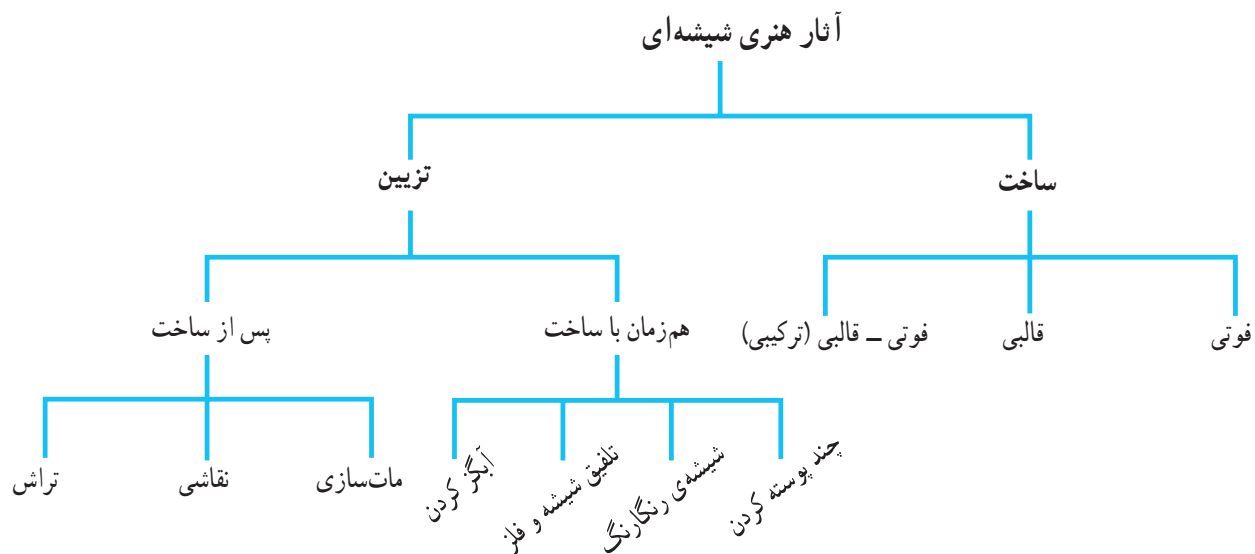 آثار هنری شیشه‌ای
ساخت
تزیین
فوتی
قالبی
فوتی – قالبی (ترکیبی)
هم‌زمان با ساخت
پس از ساخت
چند پوسته کردن
شیشه‌ی رنگارنگ
تلفیق شیشه و فلز
آبگز کردن
مات‌سازی
نقاشی
تراش